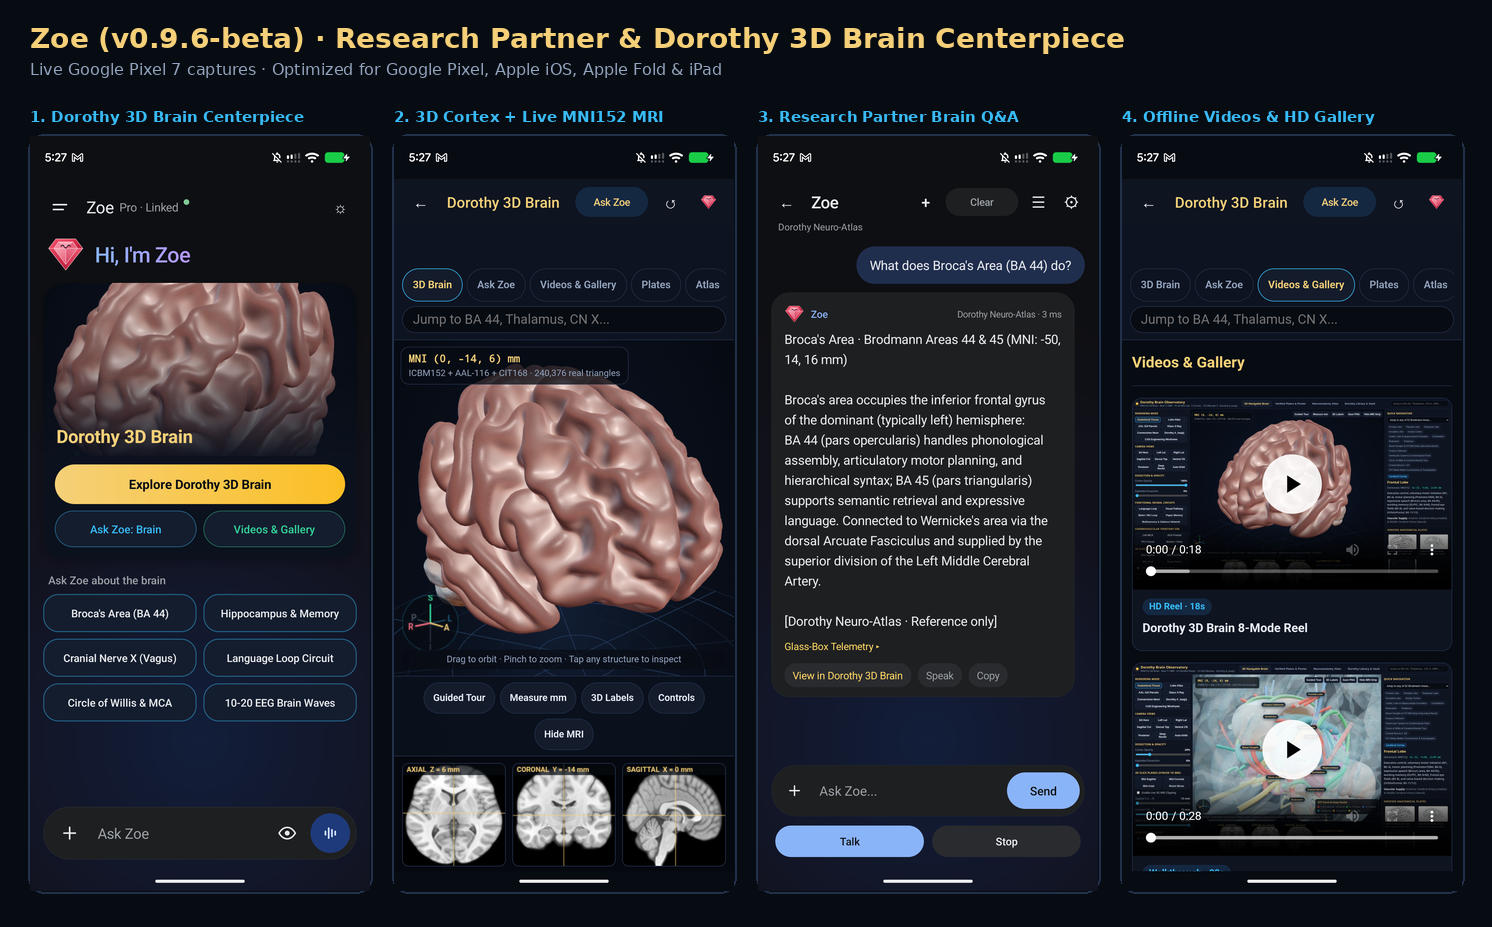 Zoe (v0.9.6-beta) · Research Partner & Dorothy 3D Brain Centerpiece
Live Google Pixel 7 captures · Optimized for Google Pixel, Apple iOS, Apple Fold & iPad
1. Dorothy 3D Brain Centerpiece
5:27
Zoe Pro · Linked
Hi, I'm Zoe
Dorothy 3D Brain
Explore Dorothy 3D Brain
Ask Zoe: Brain
Videos & Gallery
Ask Zoe about the brain
Broca's Area (BA 44)
Hippocampus & Memory
Cranial Nerve X (Vagus)
Language Loop Circuit
Circle of Willis & MCA
10-20 EEG Brain Waves
+ Ask Zoe
2. 3D Cortex + Live MNI152 MRI
5:27
← Dorothy 3D Brain
Ask Zoe
3D Brain
Ask Zoe
Videos & Gallery
Plates
Atlas
Jump to BA 44, Thalamus, CN X...
MNI (0, -14, 6) mm
ICBM152 + AAL-116 + CIT168 · 240,376 real triangles
S
P
L
R
A
I
Drag to orbit · Pinch to zoom · Tap any structure to inspect
Guided Tour
Measure mm
3D Labels
Controls
Hide MRI
AXIAL Z = 6 mm
CORONAL Y = -14 mm
SAGITTAL X = 0 mm
3. Research Partner Brain Q&A
5:27
← Zoe
+
Clear
Dorothy Neuro-Atlas
What does Broca's Area (BA 44) do?
Zoe
Dorothy Neuro-Atlas · 3 ms
Broca's Area · Brodmann Areas 44 & 45 (MNI: -50,
14, 16 mm)
Broca's area occupies the inferior frontal gyrus
of the dominant (typically left) hemisphere:
BA 44 (pars opercularis) handles phonological
assembly, articulatory motor planning, and
hierarchical syntax; BA 45 (pars triangularis)
supports semantic retrieval and expressive
language. Connected to Wernicke's area via the
dorsal Arcuate Fasciculus and supplied by the
superior division of the Left Middle Cerebral
Artery.
[Dorothy Neuro-Atlas · Reference only]
Glass-Box Telemetry ▸
View in Dorothy 3D Brain
Speak
Copy
+ Ask Zoe...
Send
Talk
Stop
4. Offline Videos & HD Gallery
5:27
← Dorothy 3D Brain
Ask Zoe
3D Brain
Ask Zoe
Videos & Gallery
Plates
Atlas
Jump to BA 44, Thalamus, CN X...
Videos & Gallery
Dorothy Brain Observatory
Frontal Lobe
0:00 / 0:18
HD Reel · 18s
Dorothy 3D Brain 8-Mode Reel
Dorothy Brain Observatory
Frontal Lobe
0:00 / 0:28